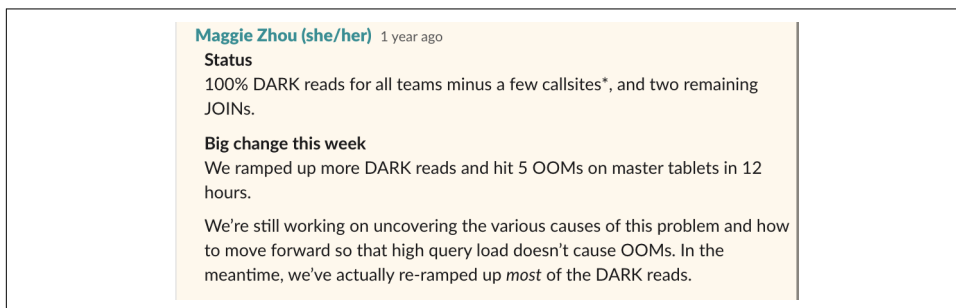 Maggie Zhou (she/her) 1 year ago
Status
100% DARK reads for all teams minus a few callsites*, and two remaining
JOINs.
Big change this week
We ramped up more DARK reads and hit 5 OOMs on master tablets in 12
hours.
We’re still working on uncovering the various causes of this problem and how
to move forward so that high query load doesn’t cause OOMs. In the
meantime, we’ve actually re-ramped up most of the DARK reads.